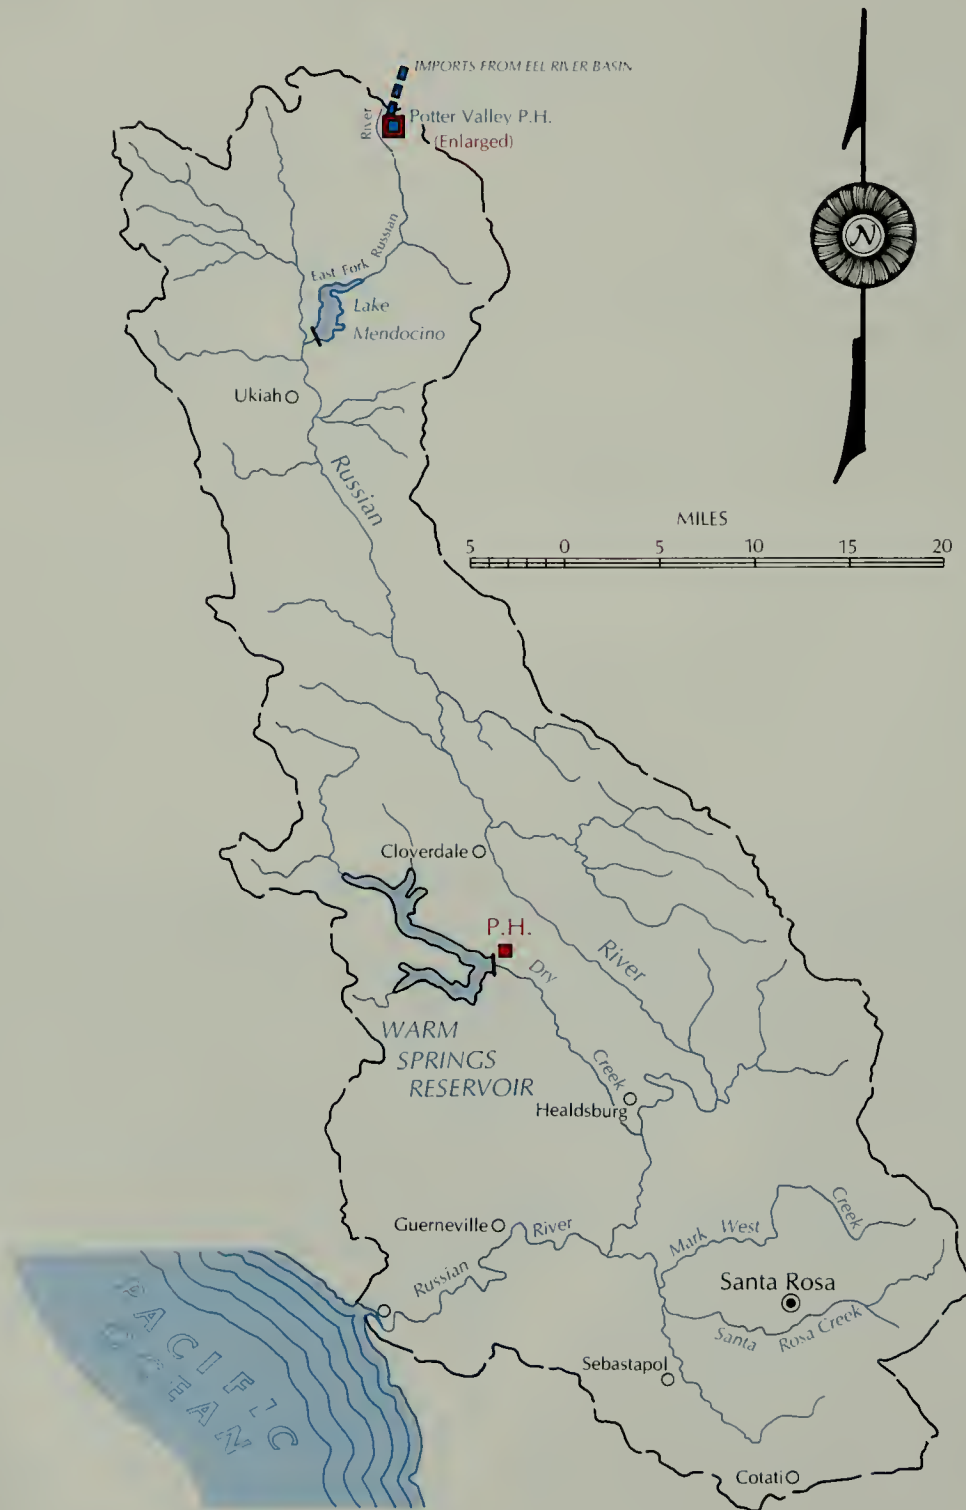 IMPORTS FROM EEL RIVER BASIN
Potter Valley P.H.
(Enlarged)
River
East Fork Russian
Lake
Mendocino
N
Ukiah
Russian
MILES
5 0 5 10 15 20
Cloverdale
P.H.
Dry
River
WARM
SPRINGS
RESERVOIR
Creek
Healdsburg
Guerneville
River
Russian
Mark West
Creek
Santa Rosa
Santa Rosa Creek
Sebastapol
Cotati
PACIFIC
OCEAN